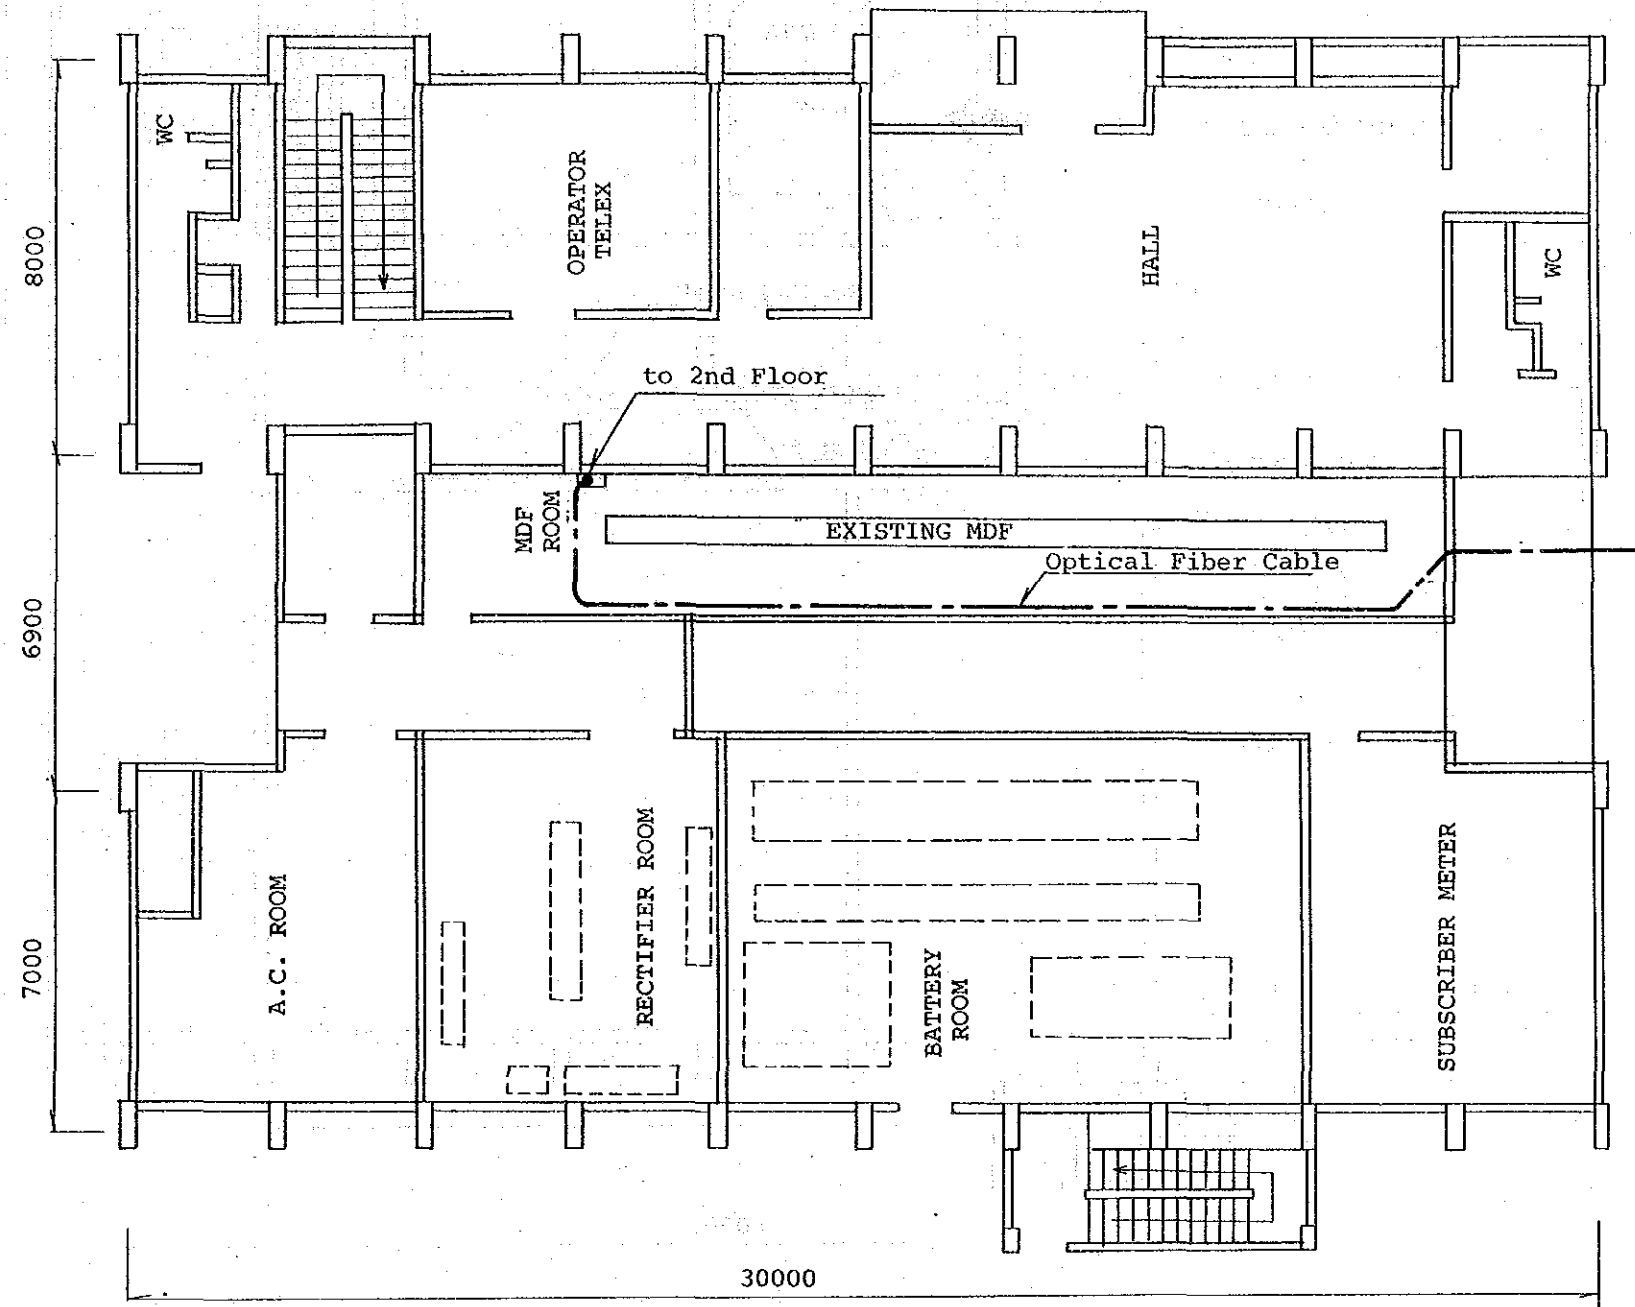 WC
OPERATOR
TELEX
HALL
WC
8000
to 2nd Floor
MDF
ROOM
EXISTING MDF
Optical Fiber Cable
6900
A.C. ROOM
RECTIFIER ROOM
BATTERY
ROOM
SUBSCRIBER METER
7000
30000